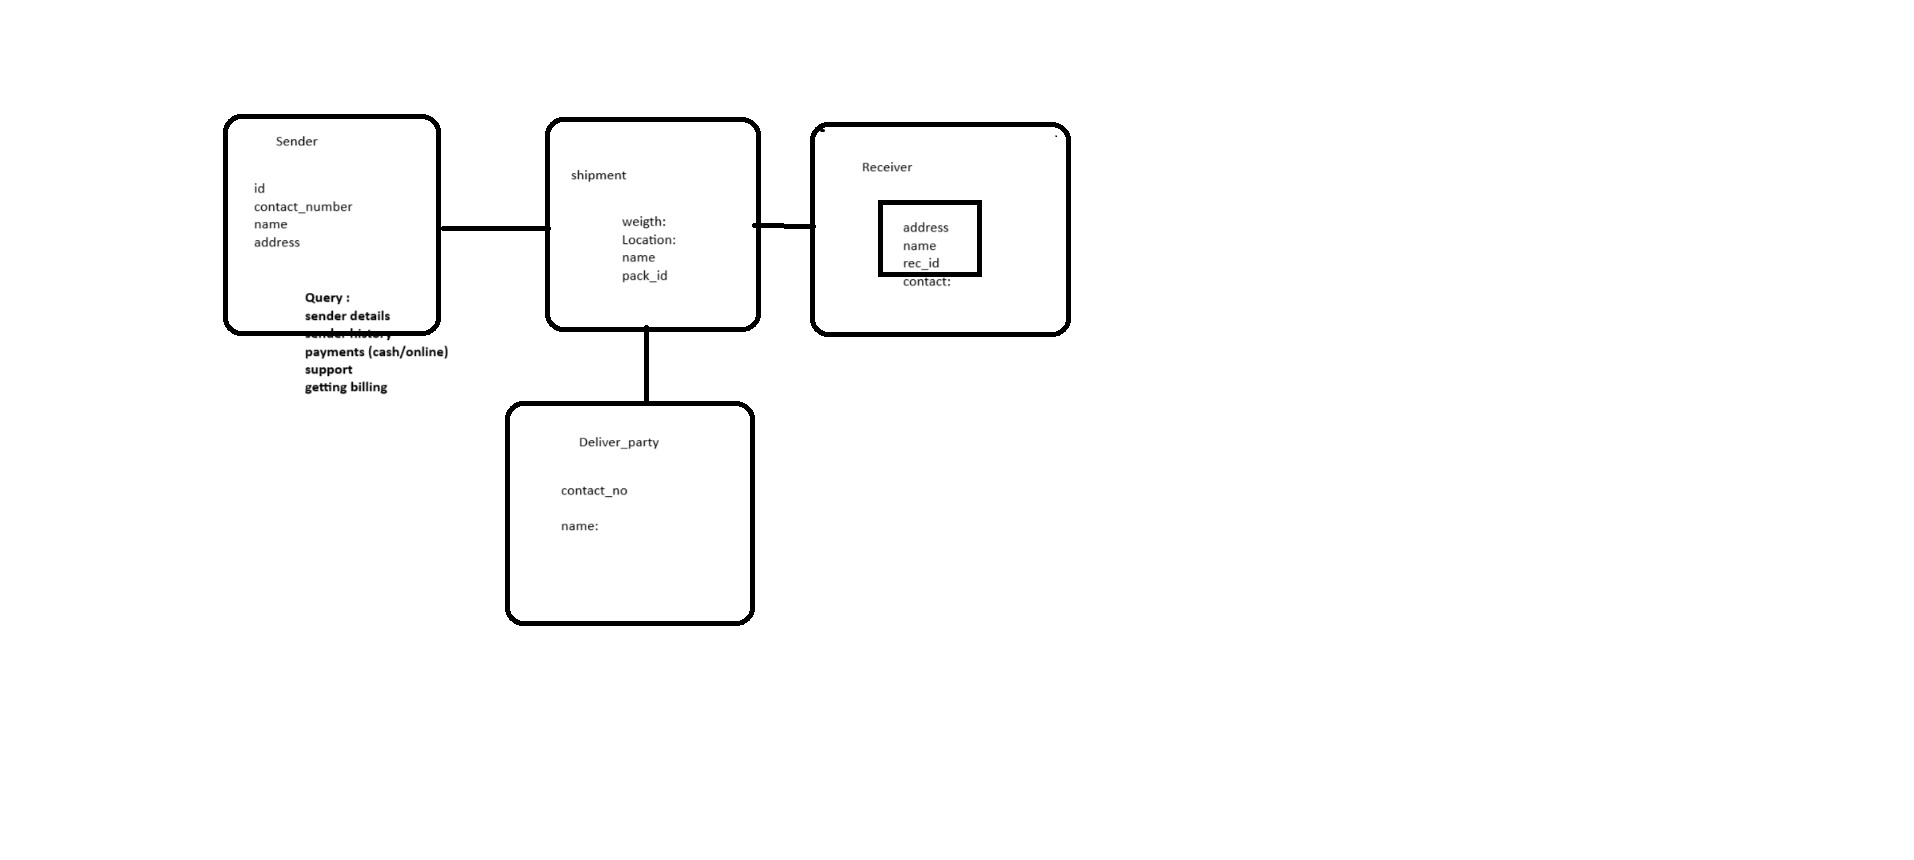 Sender
id
contact_number
name
address
Query :
sender details
sender history
payments (cash/online)
support
getting billing
shipment
weigth:
Location:
name
pack_id
Receiver
address
name
rec_id
contact:
Deliver_party
contact_no
name: